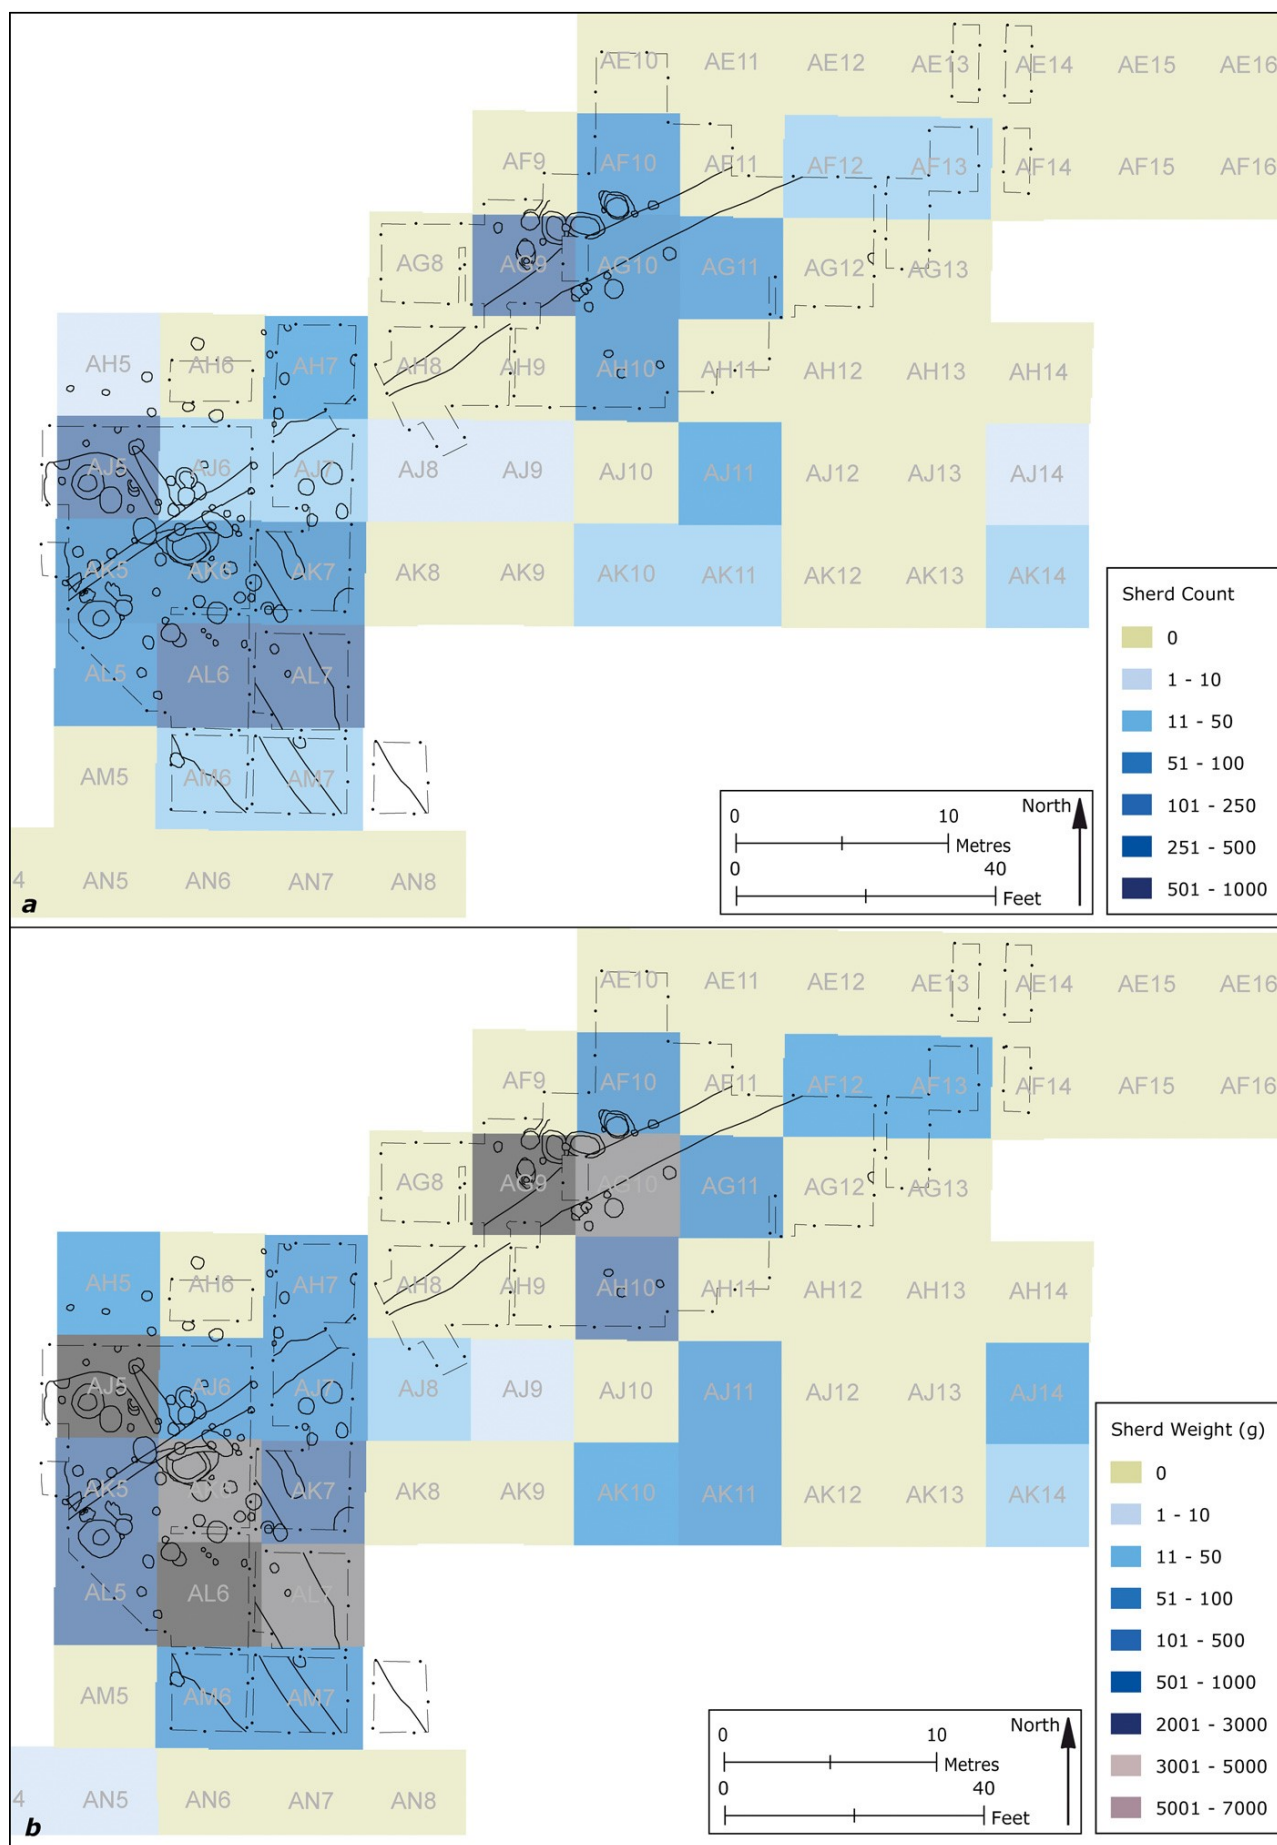 AE10 AE11 AE12 AE13 AE14 AE15 AE16
AF9 AF10 AF11 AF12 AF13 AF14 AF15 AF16
AG8 AG9 AG10 AG11 AG12 AG13
AH5 AH6 AH7 AH8 AH9 AH10 AH11 AH12 AH13 AH14
AJ5 AJ6 AJ7 AJ8 AJ9 AJ10 AJ11 AJ12 AJ13 AJ14
AK5 AK6 AK7 AK8 AK9 AK10 AK11 AK12 AK13 AK14
AL5 AL6 AL7
AM5 AM6 AM7
4 AN5 AN6 AN7 AN8
a
0 10
Metres
0 40
Feet
North
Sherd Count
0
1 - 10
11 - 50
51 - 100
101 - 250
251 - 500
501 - 1000
AE10 AE11 AE12 AE13 AE14 AE15 AE16
AF9 AF10 AF11 AF12 AF13 AF14 AF15 AF16
AG8 AG9 AG10 AG11 AG12 AG13
AH5 AH6 AH7 AH8 AH9 AH10 AH11 AH12 AH13 AH14
AJ5 AJ6 AJ7 AJ8 AJ9 AJ10 AJ11 AJ12 AJ13 AJ14
AK5 AK6 AK7 AK8 AK9 AK10 AK11 AK12 AK13 AK14
AL5 AL6 AL7
AM5 AM6 AM7
4 AN5 AN6 AN7 AN8
b
0 10
Metres
0 40
Feet
North
Sherd Weight (g)
0
1 - 10
11 - 50
51 - 100
101 - 500
501 - 1000
2001 - 3000
3001 - 5000
5001 - 7000